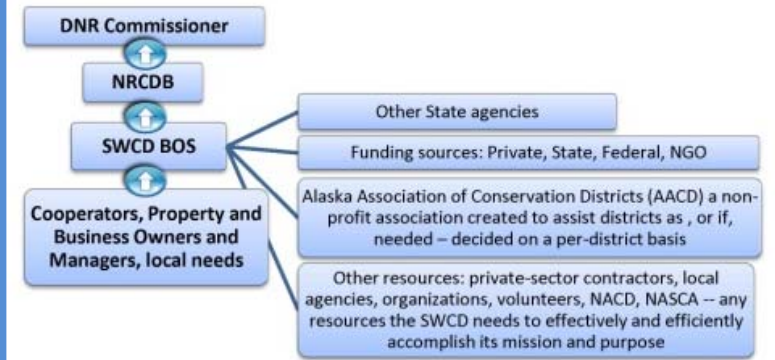 DNR Commissioner
NRCDB
SWCD BOS
Cooperators, Property and
Business Owners and
Managers, local needs
Other State agencies
Funding sources: Private, State, Federal, NGO
Alaska Association of Conservation Districts (AACD) a non-
profit association created to assist districts as , or if,
needed – decided on a per-district basis
Other resources: private-sector contractors, local
agencies, organizations, volunteers, NACD, NASCA -- any
resources the SWCD needs to effectively and efficiently
accomplish its mission and purpose